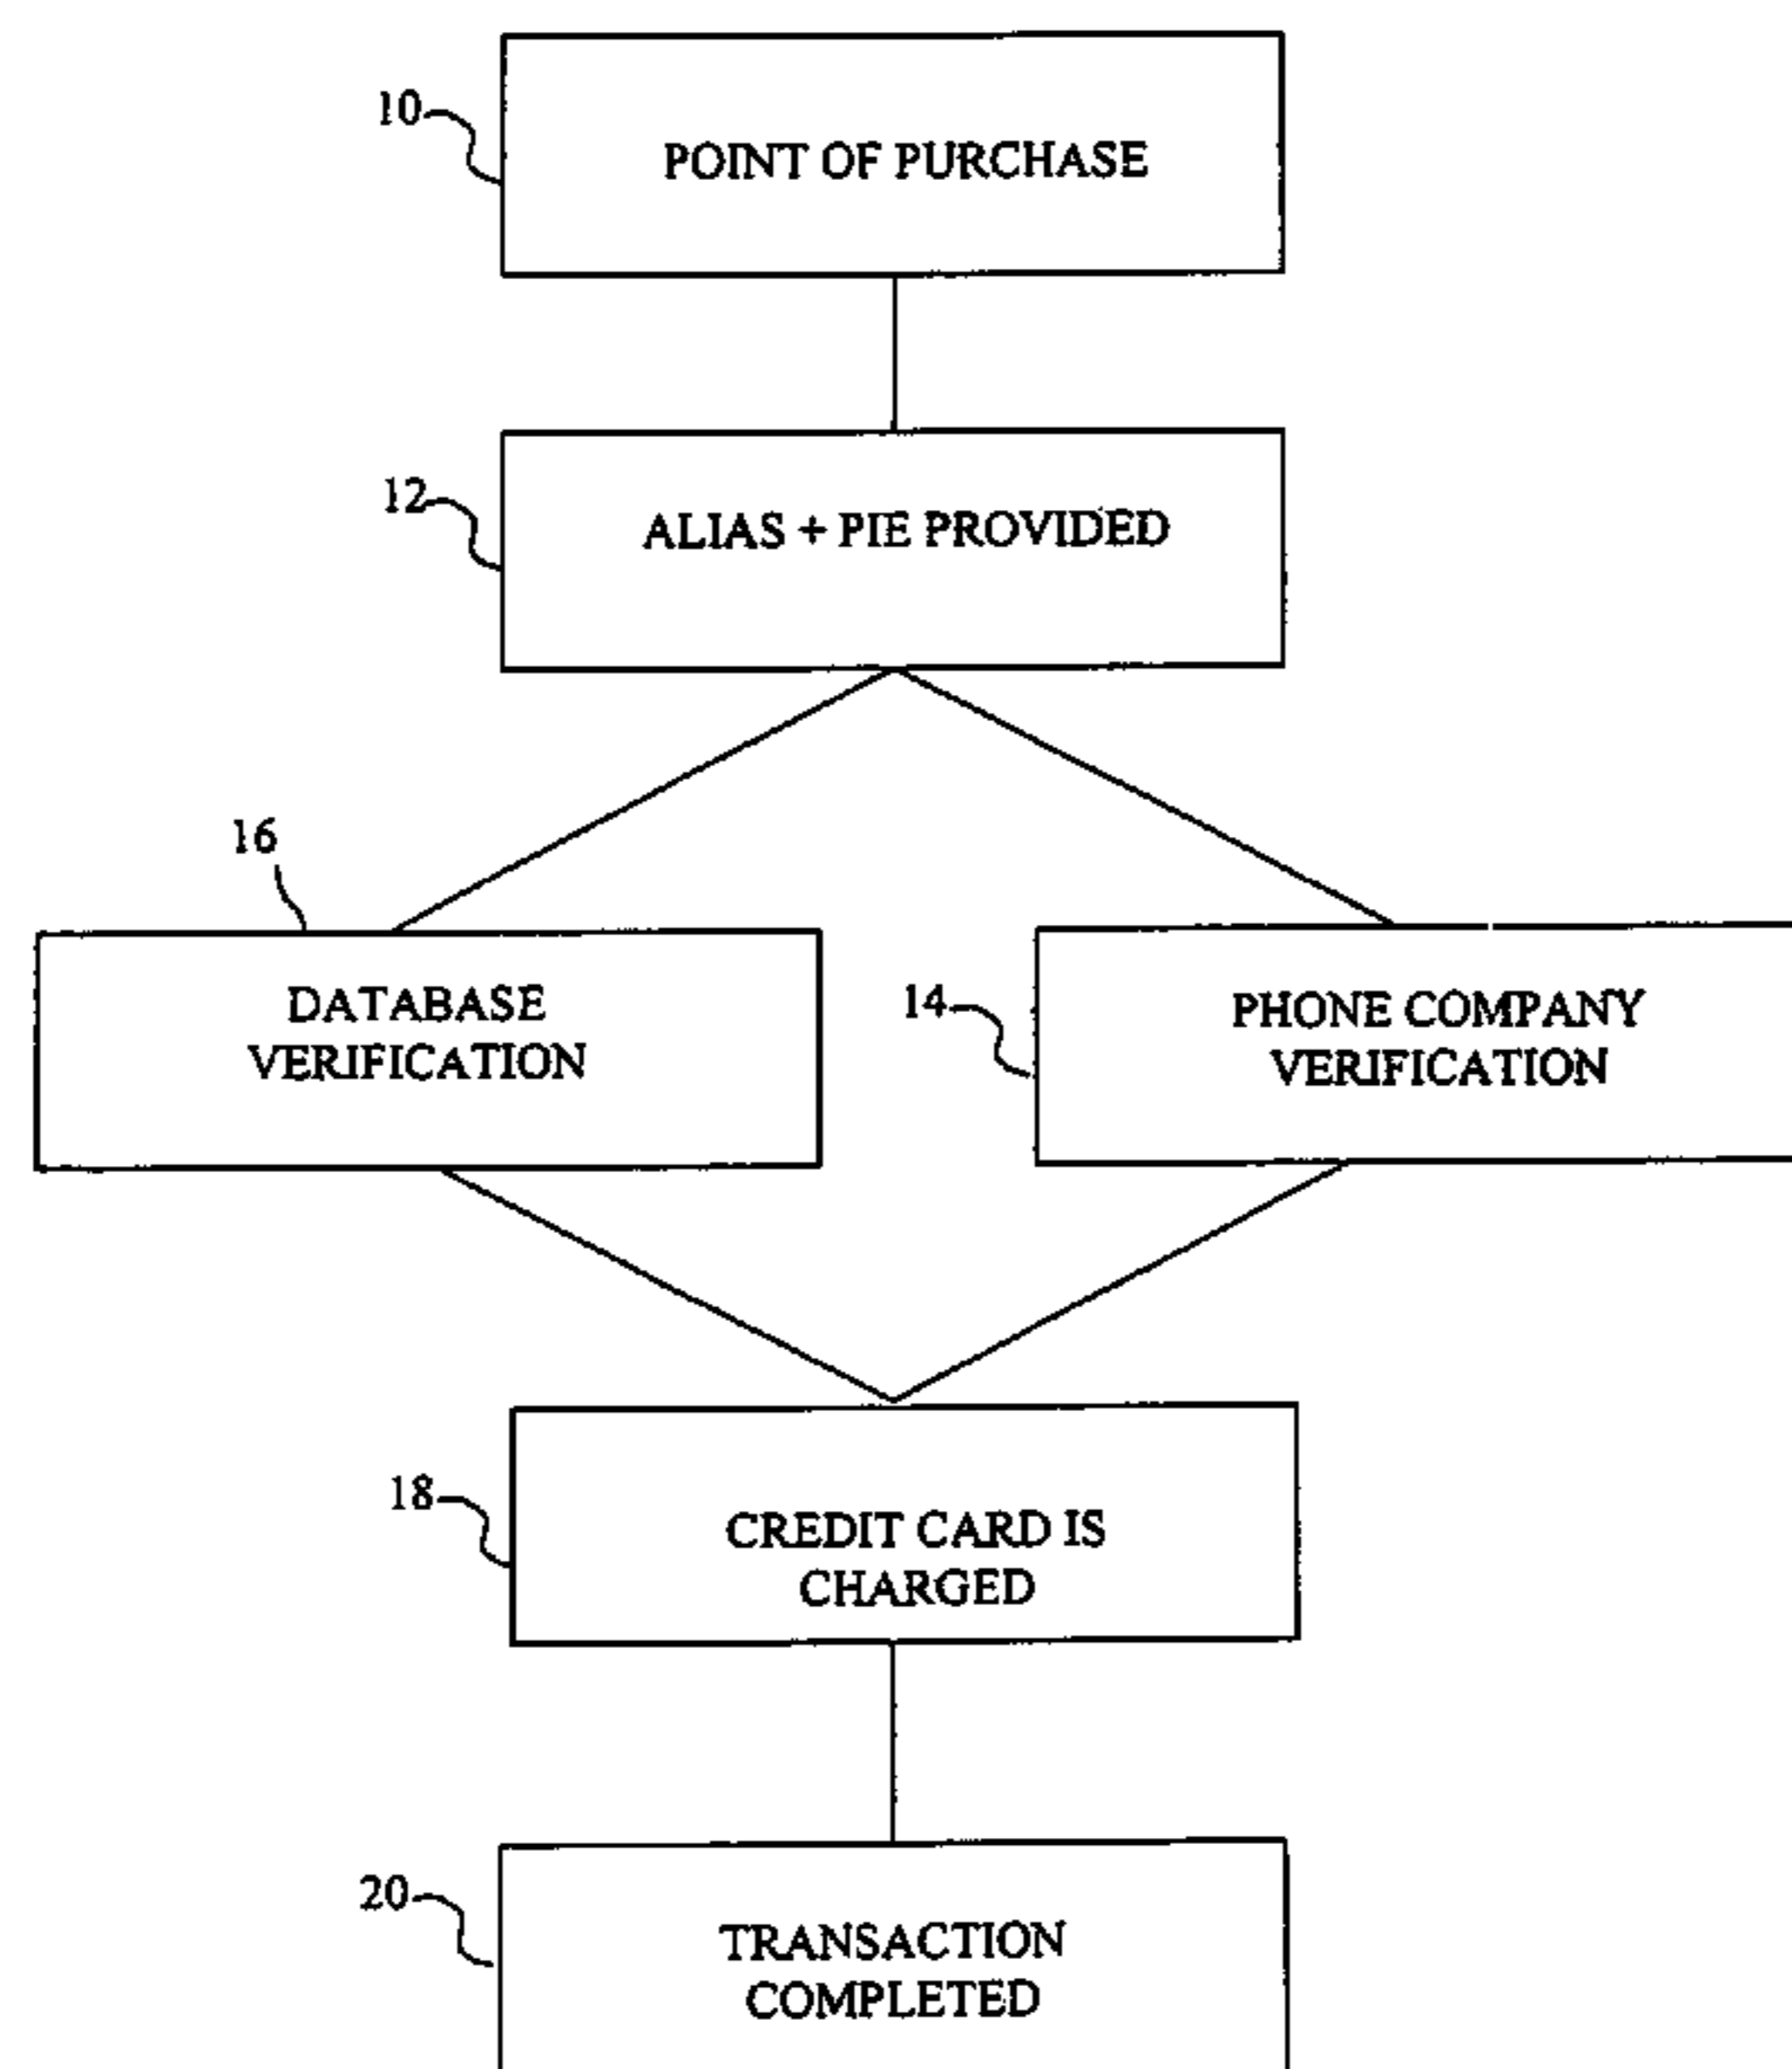 10
POINT OF PURCHASE
12
ALIAS + PIE PROVIDED
16
DATABASE
VERIFICATION
14
PHONE COMPANY
VERIFICATION
18
CREDIT CARD IS
CHARGED
20
TRANSACTION
COMPLETED